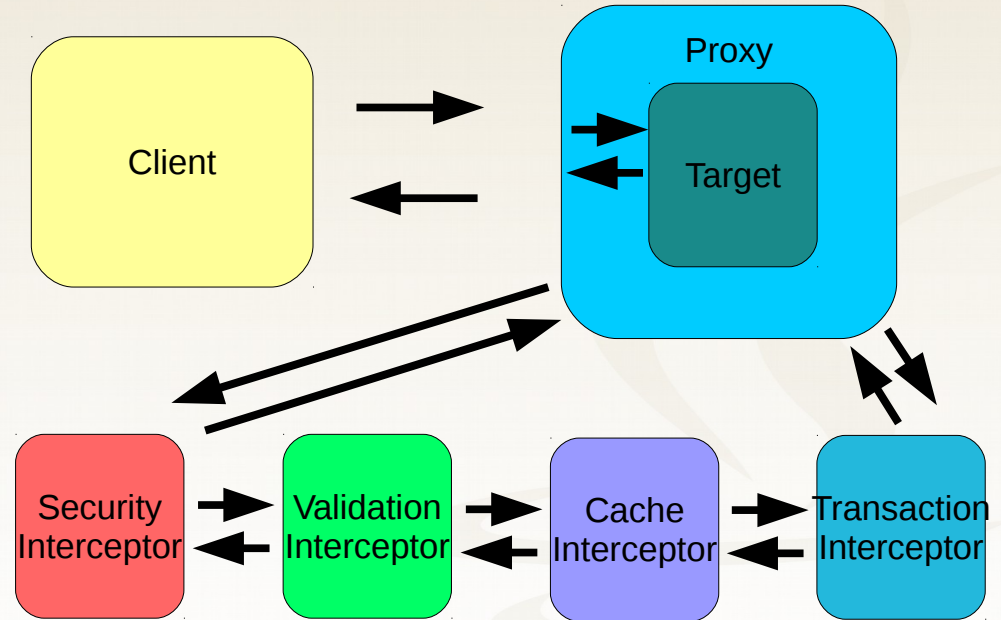 Proxy
Client
Target
Security
Interceptor
Validation
Interceptor
Cache
Interceptor
Transaction
Interceptor